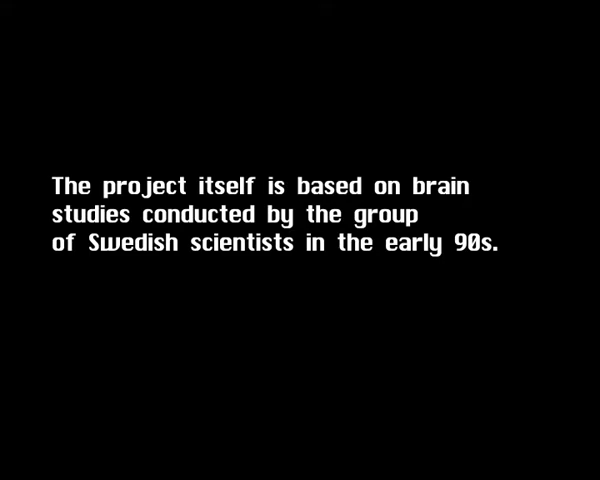 The project itself is based on brain
studies conducted by the group
of Swedish scientists in the early 90s.